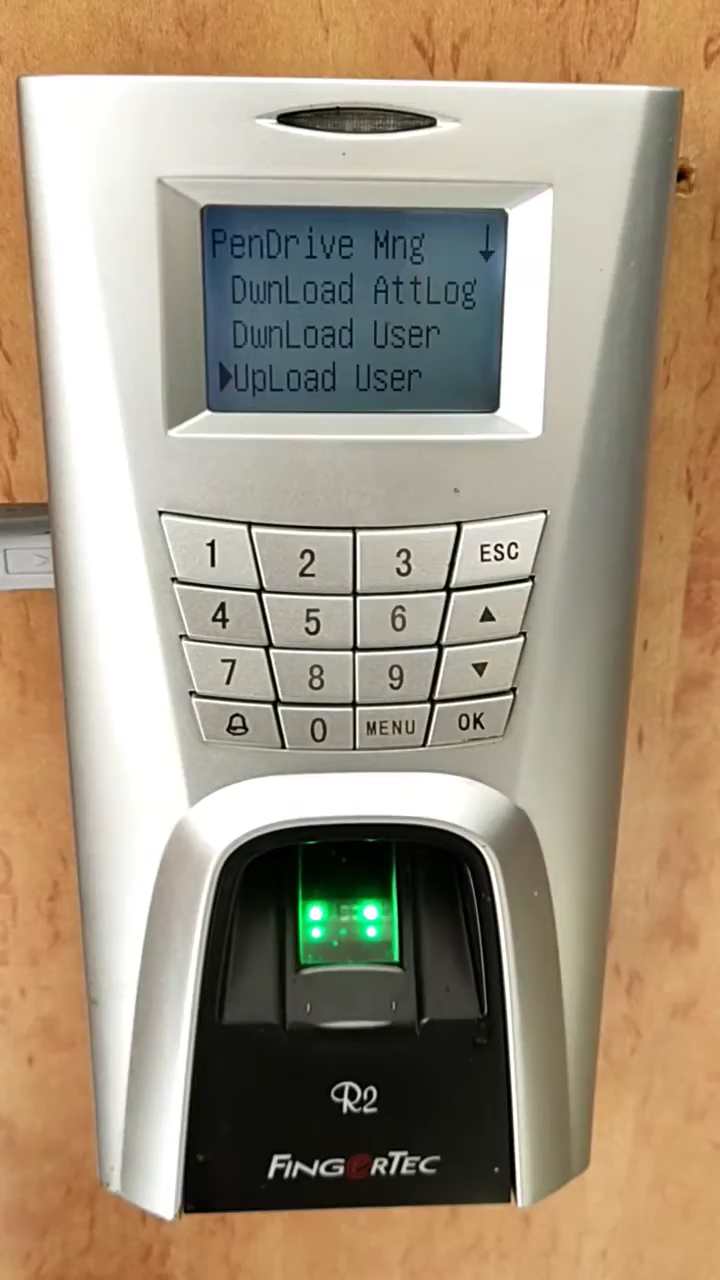 PenDrive Mng ↓
DwnLoad AttLog
DwnLoad User
UpLoad User
1 2 3 ESC
4 5 6 ▲
7 8 9 ▼
0 MENU OK
R2
FINGERTEC